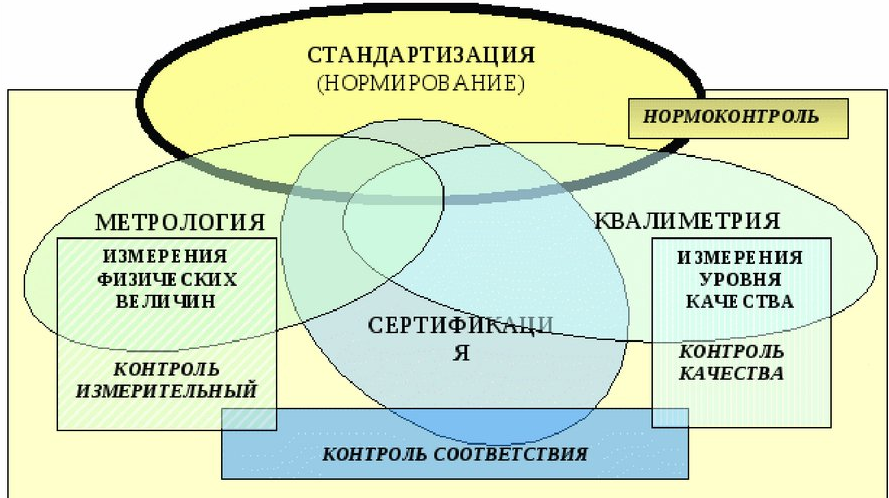 СТАНДАРТИЗАЦИЯ
(НОРМИРОВАНИЕ)
НОРМОКОНТРОЛЬ
МЕТРОЛОГИЯ
ИЗМЕРЕНИЯ
ФИЗИЧЕСКИХ
ВЕЛИЧИН
КОНТРОЛЬ
ИЗМЕРИТЕЛЬНЫЙ
КВАЛИМЕТРИЯ
ИЗМЕРЕНИЯ
УРОВНЯ
КАЧЕСТВА
КОНТРОЛЬ
КАЧЕСТВА
СЕРТИФИКАЦИ
Я
КОНТРОЛЬ СООТВЕТСТВИЯ